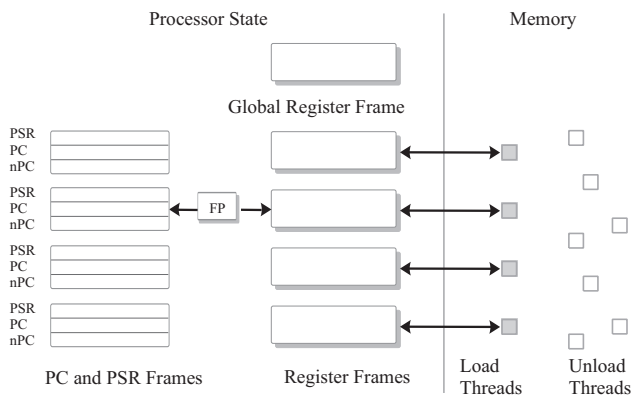 Processor State
Memory
Global Register Frame
PSR
PC
nPC
PSR
PC
nPC
FP
PSR
PC
nPC
PSR
PC
nPC
PC and PSR Frames
Register Frames
Load
Threads
Unload
Threads